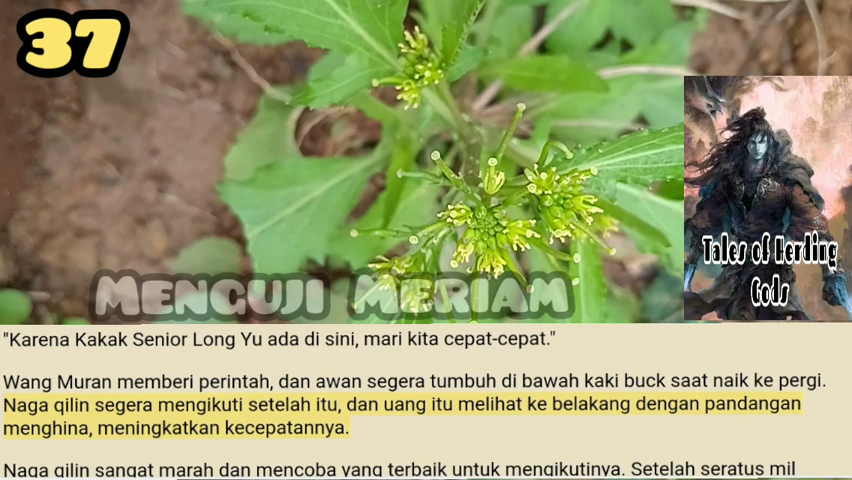 37
Tales of Herding
Gods
MENGUJI MERIAM
"Karena Kakak Senior Long Yu ada di sini, mari kita cepat-cepat."
Wang Muran memberi perintah, dan awan segera tumbuh di bawah kaki buck saat naik ke pergi.
Naga qilin segera mengikuti setelah itu, dan uang itu melihat ke belakang dengan pandangan
menghina, meningkatkan kecepatannya.
Naga qilin sangat marah dan mencoba yang terbaik untuk mengikutinya. Setelah seratus mil